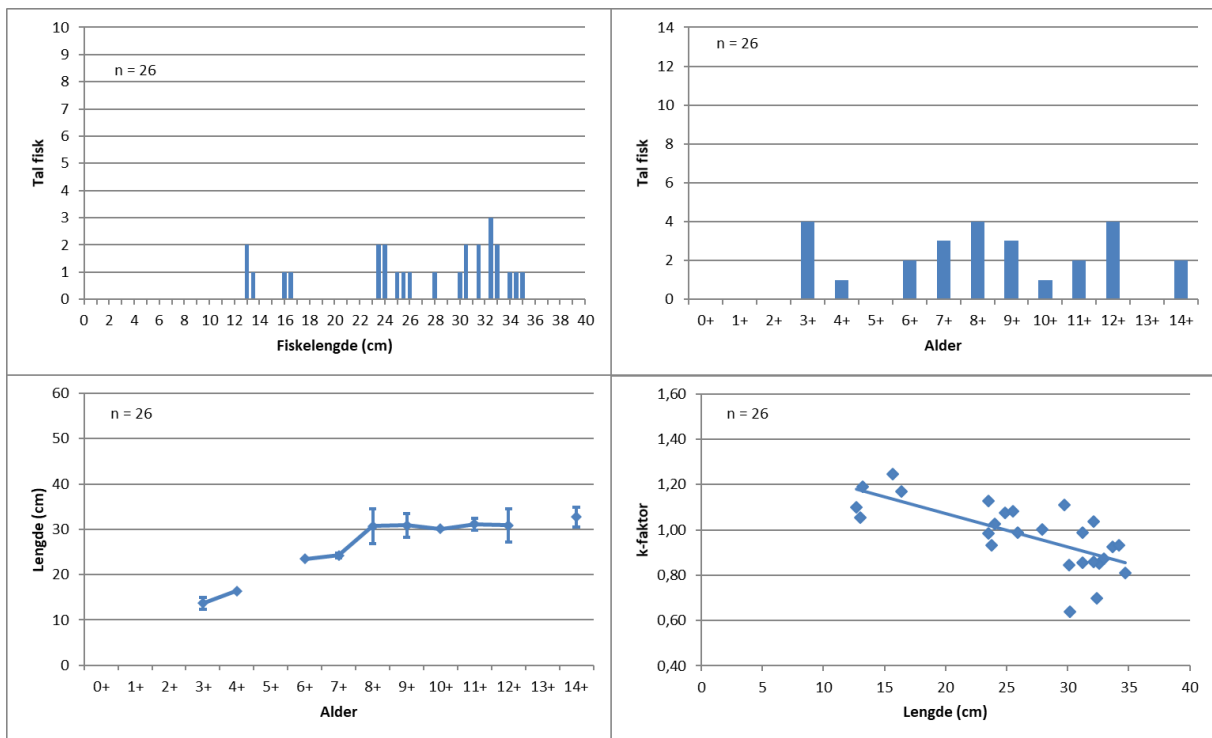 10
9
8
7
6
5
4
3
2
1
0
n = 26
Tal fisk
0 2 4 6 8 10 12 14 16 18 20 22 24 26 28 30 32 34 36 38 40
Fiskelengde (cm)
14
12
10
8
6
4
2
0
n = 26
Tal fisk
0+ 1+ 2+ 3+ 4+ 5+ 6+ 7+ 8+ 9+ 10+ 11+ 12+ 13+ 14+
Alder
60
50
40
30
20
10
0
n = 26
Lengde (cm)
0+ 1+ 2+ 3+ 4+ 5+ 6+ 7+ 8+ 9+ 10+ 11+ 12+ 13+ 14+
Alder
1,60
1,40
1,20
1,00
0,80
0,60
0,40
n = 26
k-faktor
0 5 10 15 20 25 30 35 40
Lengde (cm)